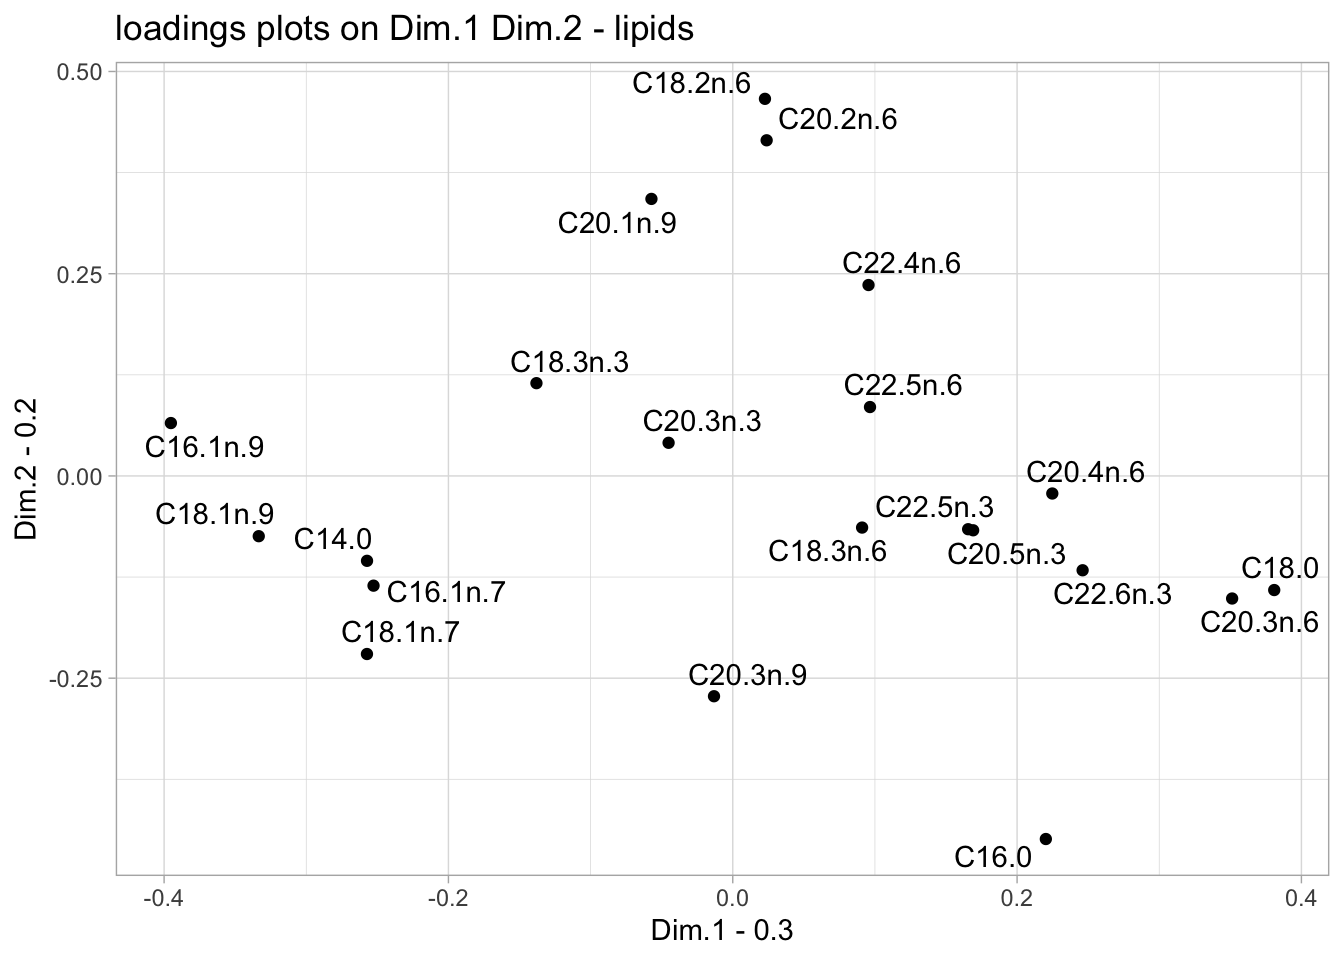 loadings plots on Dim.1 Dim.2 - lipids
0.50
C18.2n.6
C20.2n.6
C20.1n.9
C22.4n.6
0.25
C18.3n.3
C22.5n.6
C20.3n.3
C16.1n.9
Dim.2 - 0.2
0.00
C20.4n.6
C18.1n.9
C22.5n.3
C14.0
C18.3n.6
C20.5n.3
C18.0
C16.1n.7
C22.6n.3
C20.3n.6
C18.1n.7
-0.25
C20.3n.9
C16.0
-0.4
-0.2
0.0
0.2
0.4
Dim.1 - 0.3